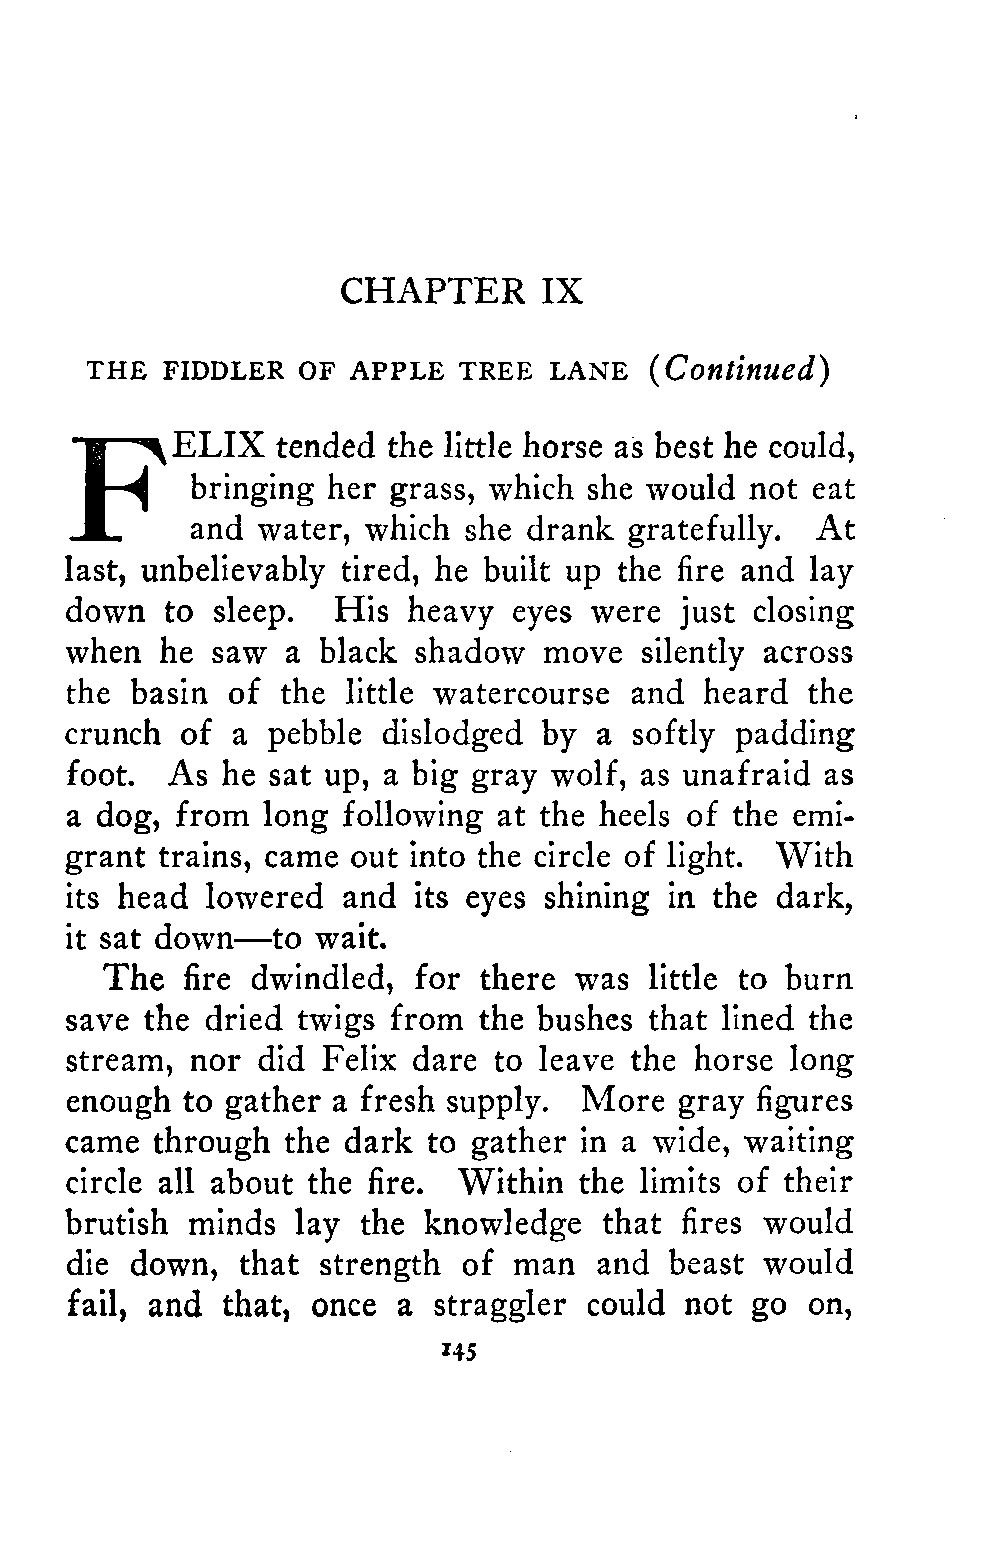 CHAPTER IX
THE FIDDLER OF APPLE TREE LANE (Continued)
FELIX tended the little horse as best he could,
bringing her grass, which she would not eat
and water, which she drank gratefully. At
last, unbelievably tired, he built up the fire and lay
down to sleep. His heavy eyes were just closing
when he saw a black shadow move silently across
the basin of the little watercourse and heard the
crunch of a pebble dislodged by a softly padding
foot. As he sat up, a big gray wolf, as unafraid as
a dog, from long following at the heels of the emi-
grant trains, came out into the circle of light. With
its head lowered and its eyes shining in the dark,
it sat down—to wait.
The fire dwindled, for there was little to burn
save the dried twigs from the bushes that lined the
stream, nor did Felix dare to leave the horse long
enough to gather a fresh supply. More gray figures
came through the dark to gather in a wide, waiting
circle all about the fire. Within the limits of their
brutish minds lay the knowledge that fires would
die down, that strength of man and beast would
fail, and that, once a straggler could not go on,
145